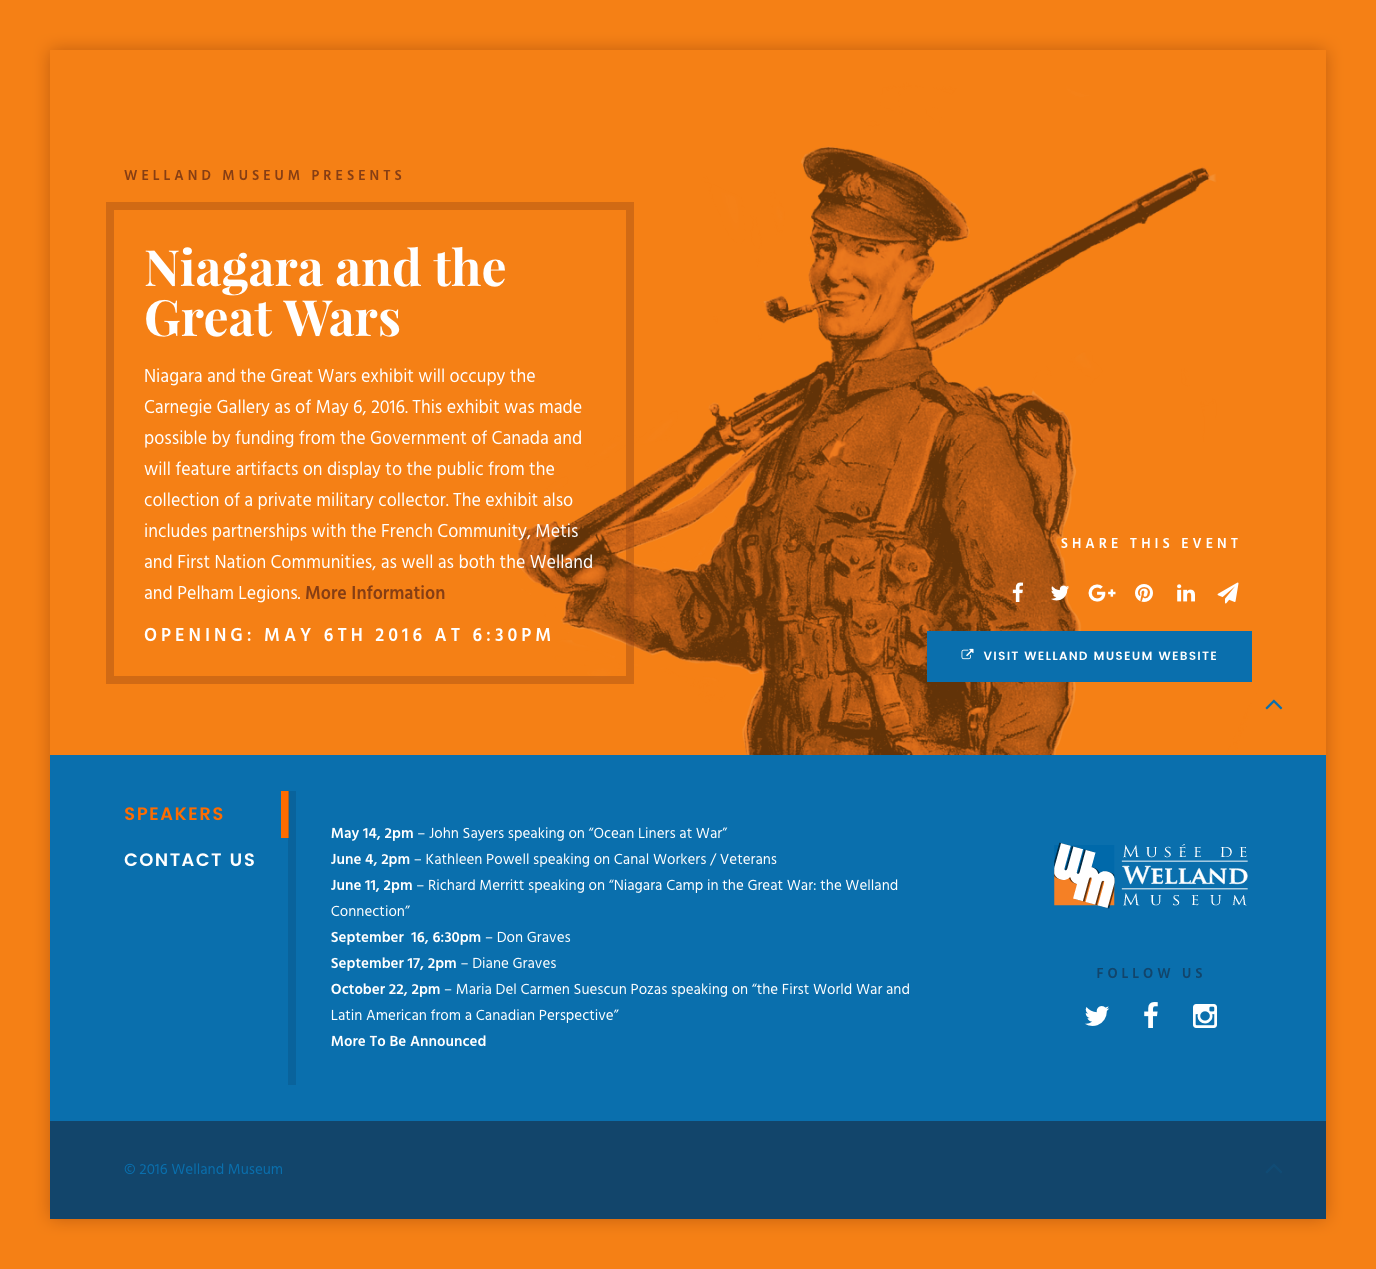 WELLAND MUSEUM PRESENTS
Niagara and the
Great Wars
Niagara and the Great Wars exhibit will occupy the
Carnegie Gallery as of May 6, 2016. This exhibit was made
possible by funding from the Government of Canada and
will feature artifacts on display to the public from the
collection of a private military collector. The exhibit also
includes partnerships with the French Community, Metis
and First Nation Communities, as well as both the Welland
and Pelham Legions. More Information
OPENING: MAY 6TH 2016 AT 6:30PM
SHARE THIS EVENT
VISIT WELLAND MUSEUM WEBSITE
SPEAKERS
CONTACT US
May 14, 2pm – John Sayers speaking on “Ocean Liners at War”
June 4, 2pm – Kathleen Powell speaking on Canal Workers / Veterans
June 11, 2pm – Richard Merritt speaking on “Niagara Camp in the Great War: the Welland
Connection”
September  16, 6:30pm – Don Graves
September 17, 2pm – Diane Graves
October 22, 2pm – Maria Del Carmen Suescun Pozas speaking on “the First World War and
Latin American from a Canadian Perspective”
More To Be Announced
wm
MUSÉE DE
WELLAND
MUSEUM
FOLLOW US
© 2016 Welland Museum